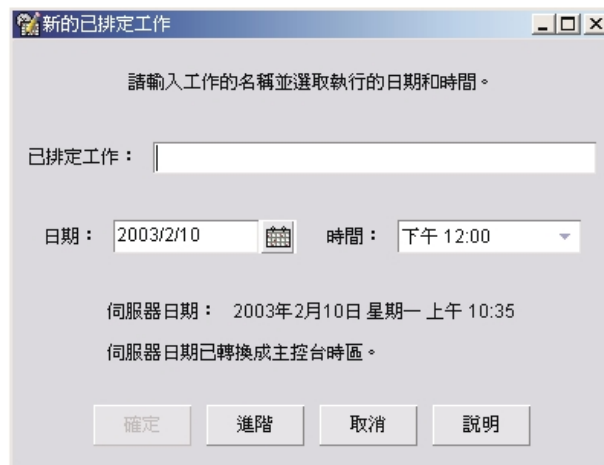 新的已排定工作
請輸入工作的名稱並選取執行的日期和時間。
已排定工作：
日期： 2003/2/10 時間： 下午 12:00
伺服器日期： 2003年2月10日 星期一 上午 10:35
伺服器日期已轉換成主控台時區。
確定 進階 取消 說明